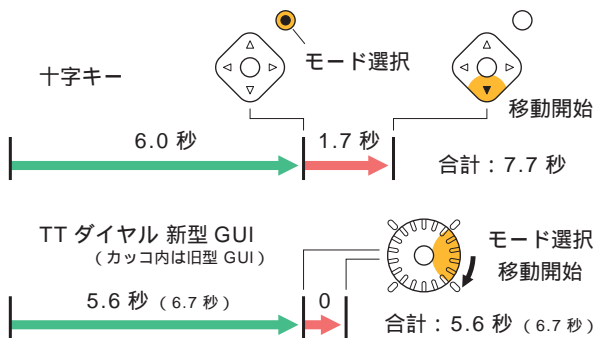 十字キー
モード選択
移動開始
6.0 秒
1.7 秒
合計：7.7 秒
TT ダイヤル 新型 GUI
（カッコ内は旧型 GUI）
モード選択
移動開始
5.6 秒（6.7 秒）
0
合計：5.6 秒（6.7 秒）